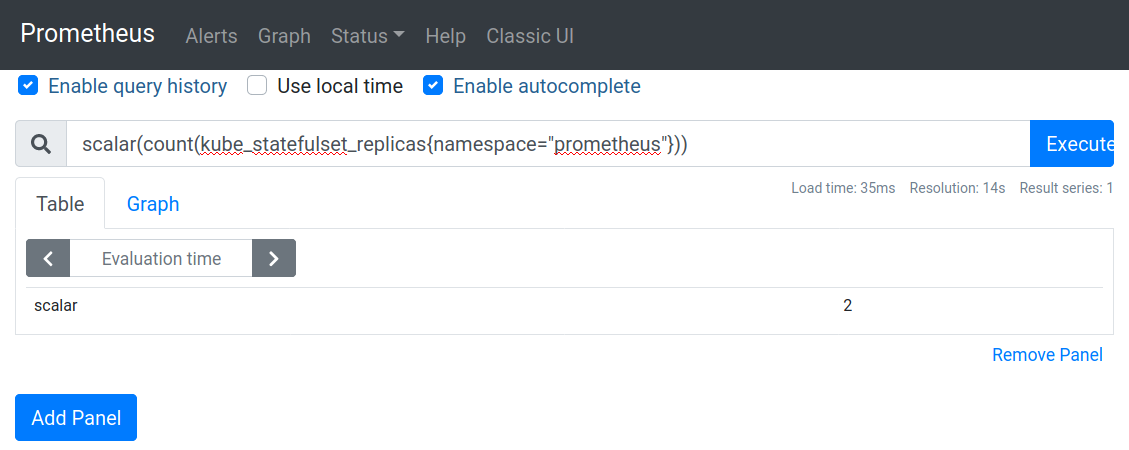 Prometheus Alerts Graph Status Help Classic UI
Enable query history Use local time Enable autocomplete
scalar(count(kube_statefulset_replicas{namespace="prometheus"})) Execute
Load time: 35ms Resolution: 14s Result series: 1
Table Graph
Evaluation time
scalar 2
Remove Panel
Add Panel